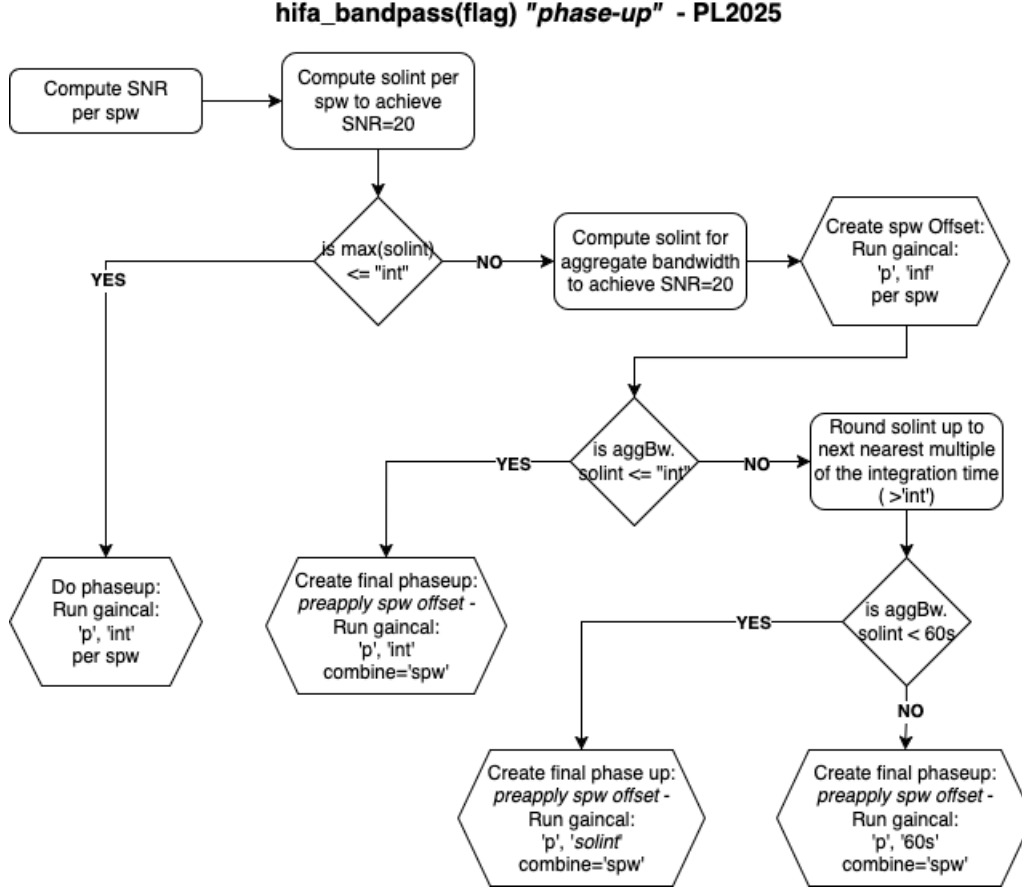 hifa_bandpass(flag) "phase-up" - PL2025
Compute SNR
per spw
Compute solint per
spw to achieve
SNR=20
is max(solint)
<= "int"
YES
NO
Compute solint for
aggregate bandwidth
to achieve SNR=20
Create spw Offset:
Run gaincal:
'p', 'inf'
per spw
is aggBw.
solint <= "int"
YES
NO
Round solint up to
next nearest multiple
of the integration time
( >'int')
Do phaseup:
Run gaincal:
'p', 'int'
per spw
Create final phaseup:
preapply spw offset -
Run gaincal:
'p', 'int'
combine='spw'
is aggBw.
solint < 60s
YES
NO
Create final phase up:
preapply spw offset -
Run gaincal:
'p', 'solint'
combine='spw'
Create final phaseup:
preapply spw offset -
Run gaincal:
'p', '60s'
combine='spw'